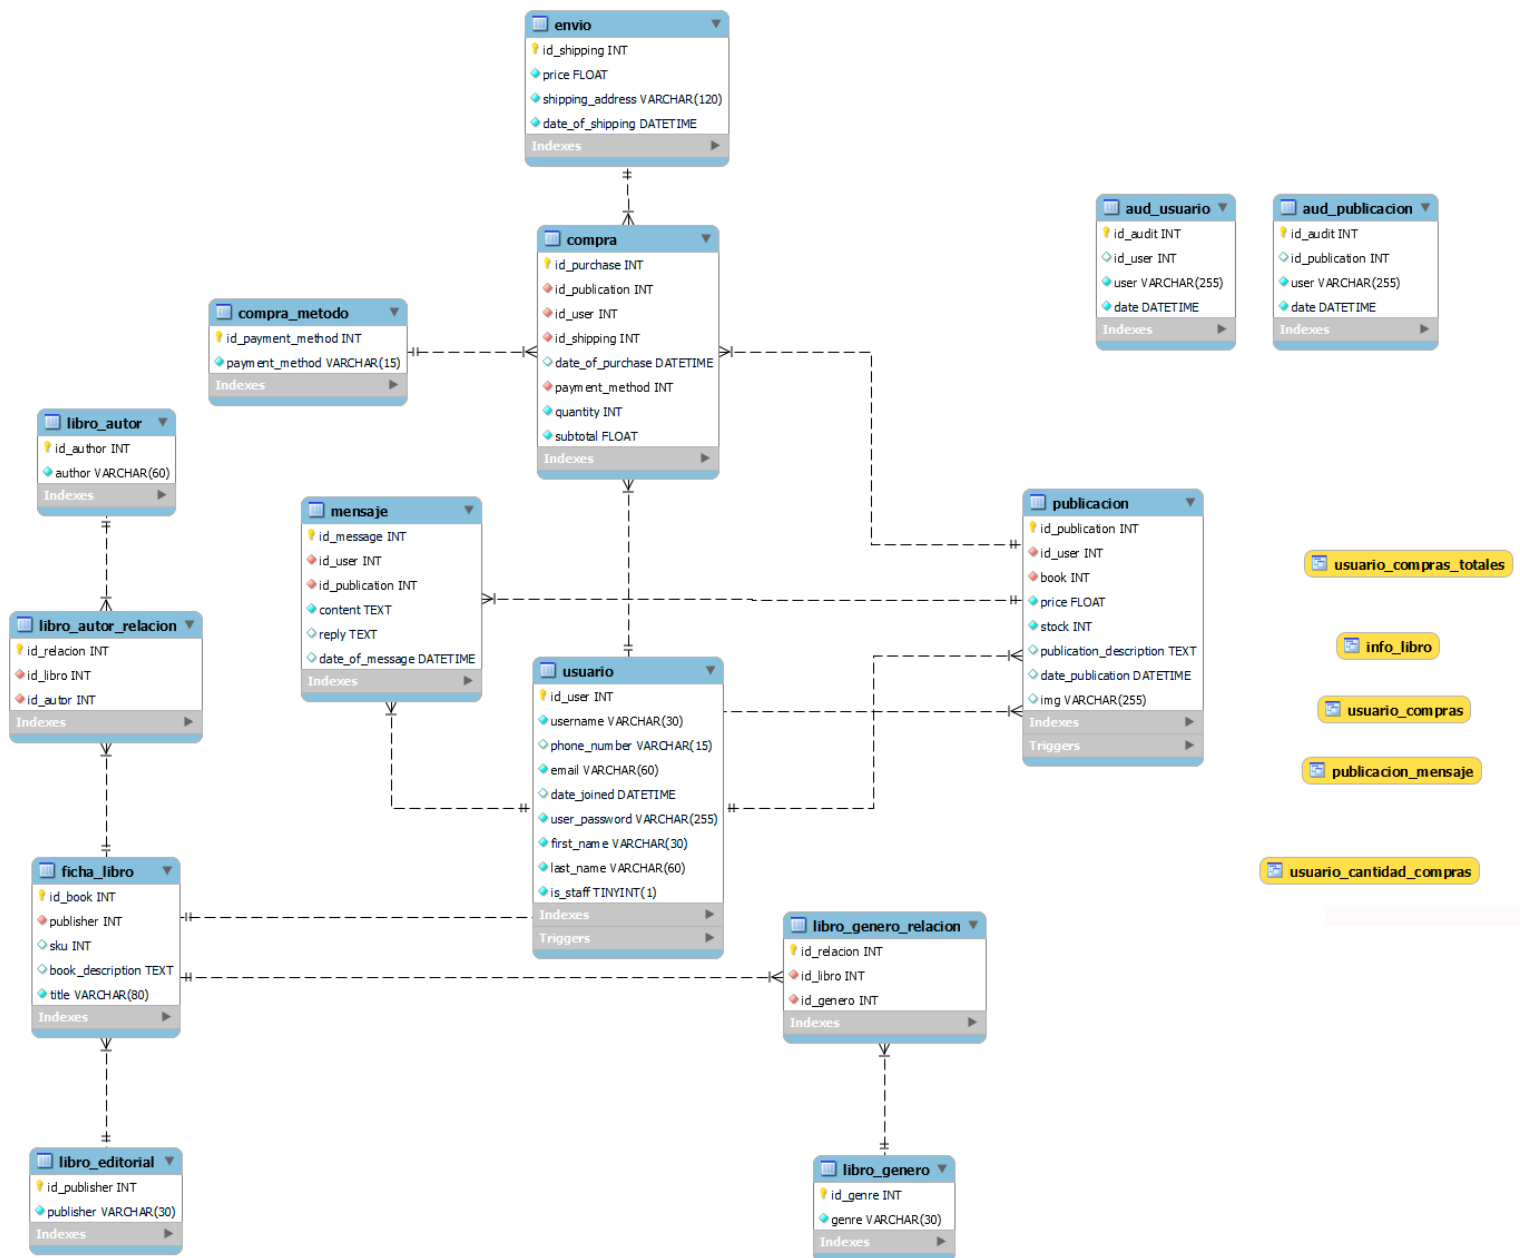 envio
id_shipping INT
price FLOAT
shipping_address VARCHAR(120)
date_of_shipping DATETIME
Indexes
compra
id_purchase INT
id_publication INT
id_user INT
id_shipping INT
date_of_purchase DATETIME
payment_method INT
quantity INT
subtotal FLOAT
Indexes
aud_usuario
id_audit INT
id_user INT
user VARCHAR(255)
date DATETIME
Indexes
aud_publicacion
id_audit INT
id_publication INT
user VARCHAR(255)
date DATETIME
Indexes
compra_metodo
id_payment_method INT
payment_method VARCHAR(15)
Indexes
libro_autor
id_author INT
author VARCHAR(60)
Indexes
mensaje
id_message INT
id_user INT
id_publication INT
content TEXT
reply TEXT
date_of_message DATETIME
Indexes
publicacion
id_publication INT
id_user INT
book INT
price FLOAT
stock INT
publication_description TEXT
date_publication DATETIME
img VARCHAR(255)
Indexes
Triggers
usuario_compras_totales
info_libro
usuario_compras
publicacion_mensaje
usuario_cantidad_compras
libro_autor_relacion
id_relacion INT
id_libro INT
id_autor INT
Indexes
usuario
id_user INT
username VARCHAR(30)
phone_number VARCHAR(15)
email VARCHAR(60)
date_joined DATETIME
user_password VARCHAR(255)
first_name VARCHAR(30)
last_name VARCHAR(60)
is_staff TINYINT(1)
Indexes
Triggers
ficha_libro
id_book INT
publisher INT
sku INT
book_description TEXT
title VARCHAR(80)
Indexes
libro_genero_relacion
id_relacion INT
id_libro INT
id_genero INT
Indexes
libro_editorial
id_publisher INT
publisher VARCHAR(30)
Indexes
libro_genero
id_genre INT
genre VARCHAR(30)
Indexes